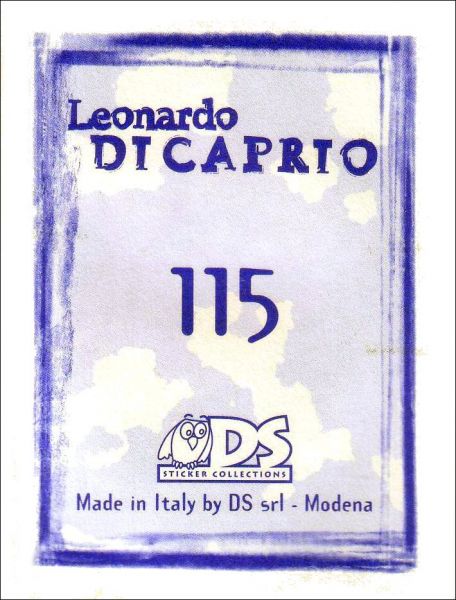 Leonardo
DICAPRIO
115
DS
STICKER COLLECTIONS
Made in Italy by DS srl - Modena